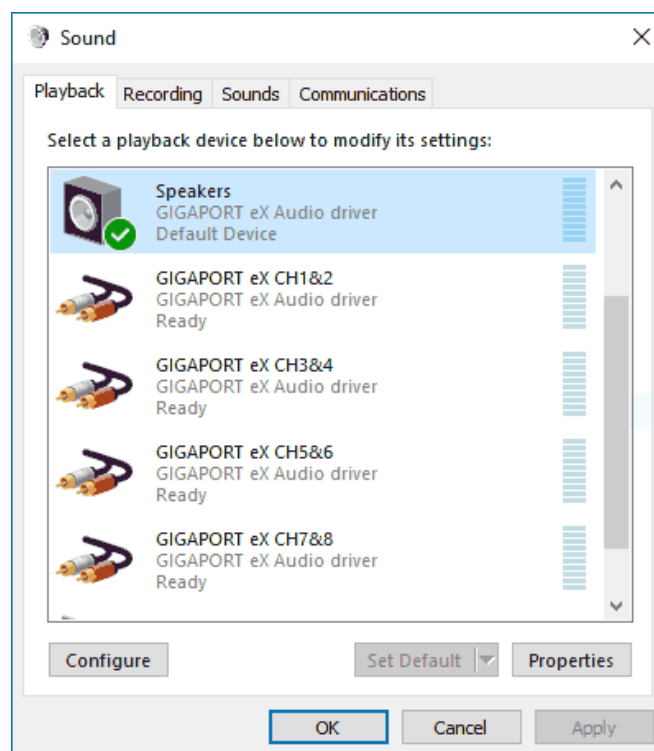 Sound
Playback Recording Sounds Communications
Select a playback device below to modify its settings:
Speakers
GIGAPORT eX Audio driver
Default Device
GIGAPORT eX CH1&2
GIGAPORT eX Audio driver
Ready
GIGAPORT eX CH3&4
GIGAPORT eX Audio driver
Ready
GIGAPORT eX CH5&6
GIGAPORT eX Audio driver
Ready
GIGAPORT eX CH7&8
GIGAPORT eX Audio driver
Ready
Configure Set Default Properties
OK Cancel Apply